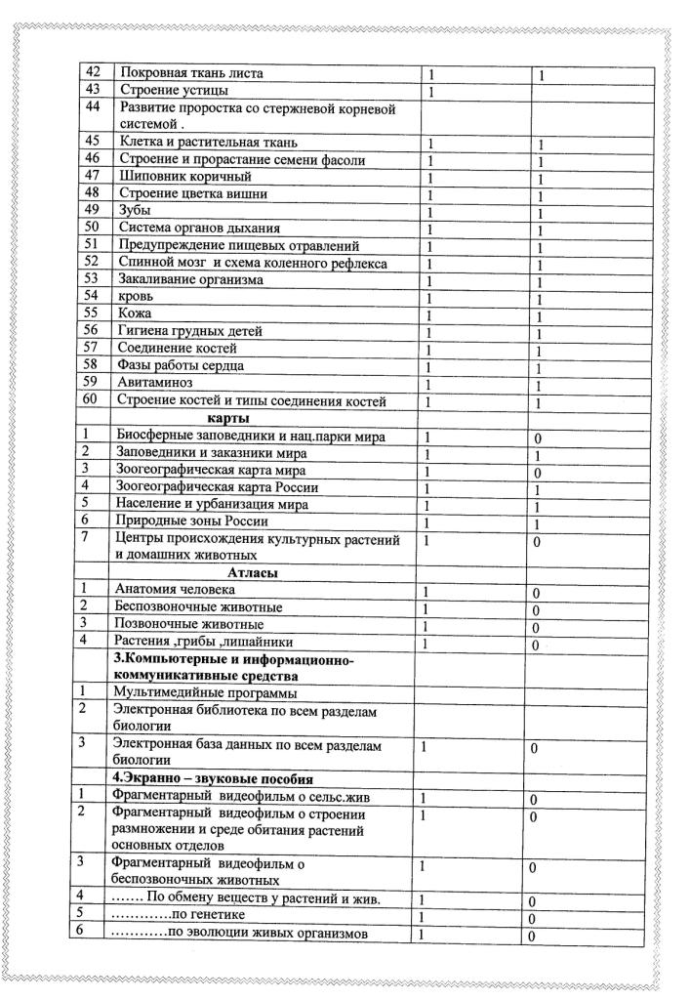 42 Покровная ткань листа 1 1
43 Строение устицы 1
44 Развитие проростка со стержневой корневой
системой .
45 Клетка и растительная ткань 1 1
46 Строение и прорастание семени фасоли 1 1
47 Шиповник коричный 1 1
48 Строение цветка вишни 1 1
49 Зубы 1 1
50 Система органов дыхания 1 1
51 Предупреждение пищевых отравлений 1 1
52 Спинной мозг и схема коленного рефлекса 1 1
53 Закаливание организма 1 1
54 кровь 1 1
55 Кожа 1 1
56 Гигиена грудных детей 1 1
57 Соединение костей 1 1
58 Фазы работы сердца 1 1
59 Авитаминоз 1 1
60 Строение костей и типы соединения костей 1 1
карты
1 Биосферные заповедники и нац.парки мира 1 0
2 Заповедники и заказники мира 1 1
3 Зоогеографическая карта мира 1 0
4 Зоогеографическая карта России 1 1
5 Население и урбанизация мира 1 1
6 Природные зоны России 1 1
7 Центры происхождения культурных растений 1 0
и домашних животных
Атласы
1 Анатомия человека 1 0
2 Беспозвоночные животные 1 0
3 Позвоночные животные 1 0
4 Растения ,грибы ,лишайники 1 0
3.Компьютерные и информационно-
коммуникативные средства
1 Мультимедийные программы
2 Электронная библиотека по всем разделам
биологии
3 Электронная база данных по всем разделам 1 0
биологии
4.Экранно – звуковые пособия
1 Фрагментарный видеофильм о сельс.жив 1 0
2 Фрагментарный видеофильм о строении 1 0
размножении и среде обитания растений
основных отделов
3 Фрагментарный видеофильм о 1 0
беспозвоночных животных
4 ……. По обмену веществ у растений и жив. 1 0
5 ………….по генетике 1 0
6 …………по эволюции живых организмов 1 0